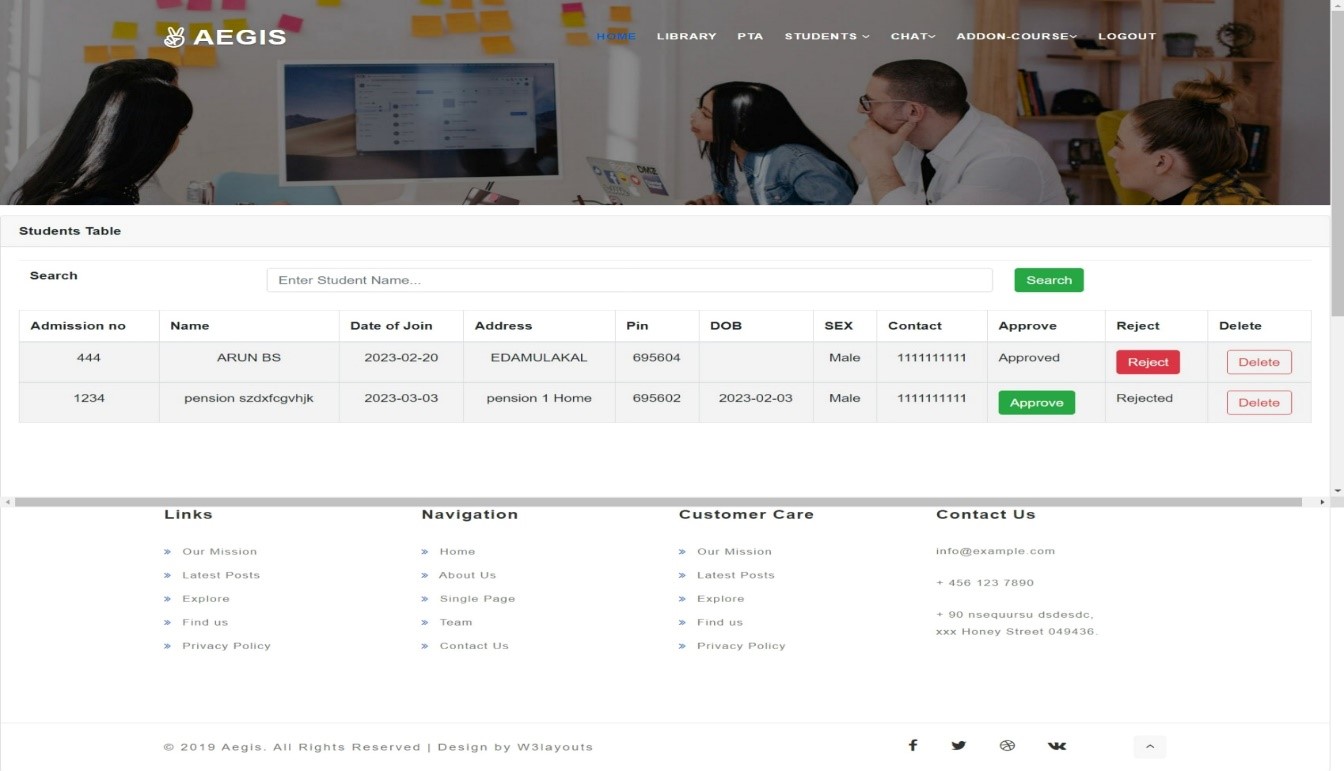 AEGIS
HOME LIBRARY PTA STUDENTS CHAT ADDON-COURSE LOGOUT
Students Table
Search Enter Student Name... Search
Admission no Name Date of Join Address Pin DOB SEX Contact Approve Reject Delete
444 ARUN BS 2023-02-20 EDAMULAKAL 695604 Male 1111111111 Approved Reject Delete
1234 pension szdxfcgvhjk 2023-03-03 pension 1 Home 695602 2023-02-03 Male 1111111111 Approve Rejected Delete
Links Navigation Customer Care Contact Us
» Our Mission » Home » Our Mission info@example.com
» Latest Posts » About Us » Latest Posts + 456 123 7890
» Explore » Single Page » Explore + 90 nsequursu dsdesdc,
» Find us » Team » Find us xxx Honey Street 049436.
» Privacy Policy » Contact Us » Privacy Policy
© 2019 Aegis. All Rights Reserved | Design by W3layouts